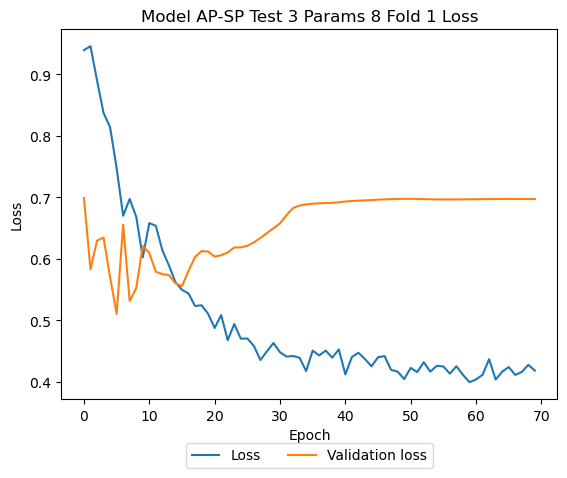 Model AP-SP Test 3 Params 8 Fold 1 Loss
0.9
0.8
0.7
0.6
0.5
0.4
Loss
0 10 20 30 40 50 60 70
Epoch
Loss Validation loss